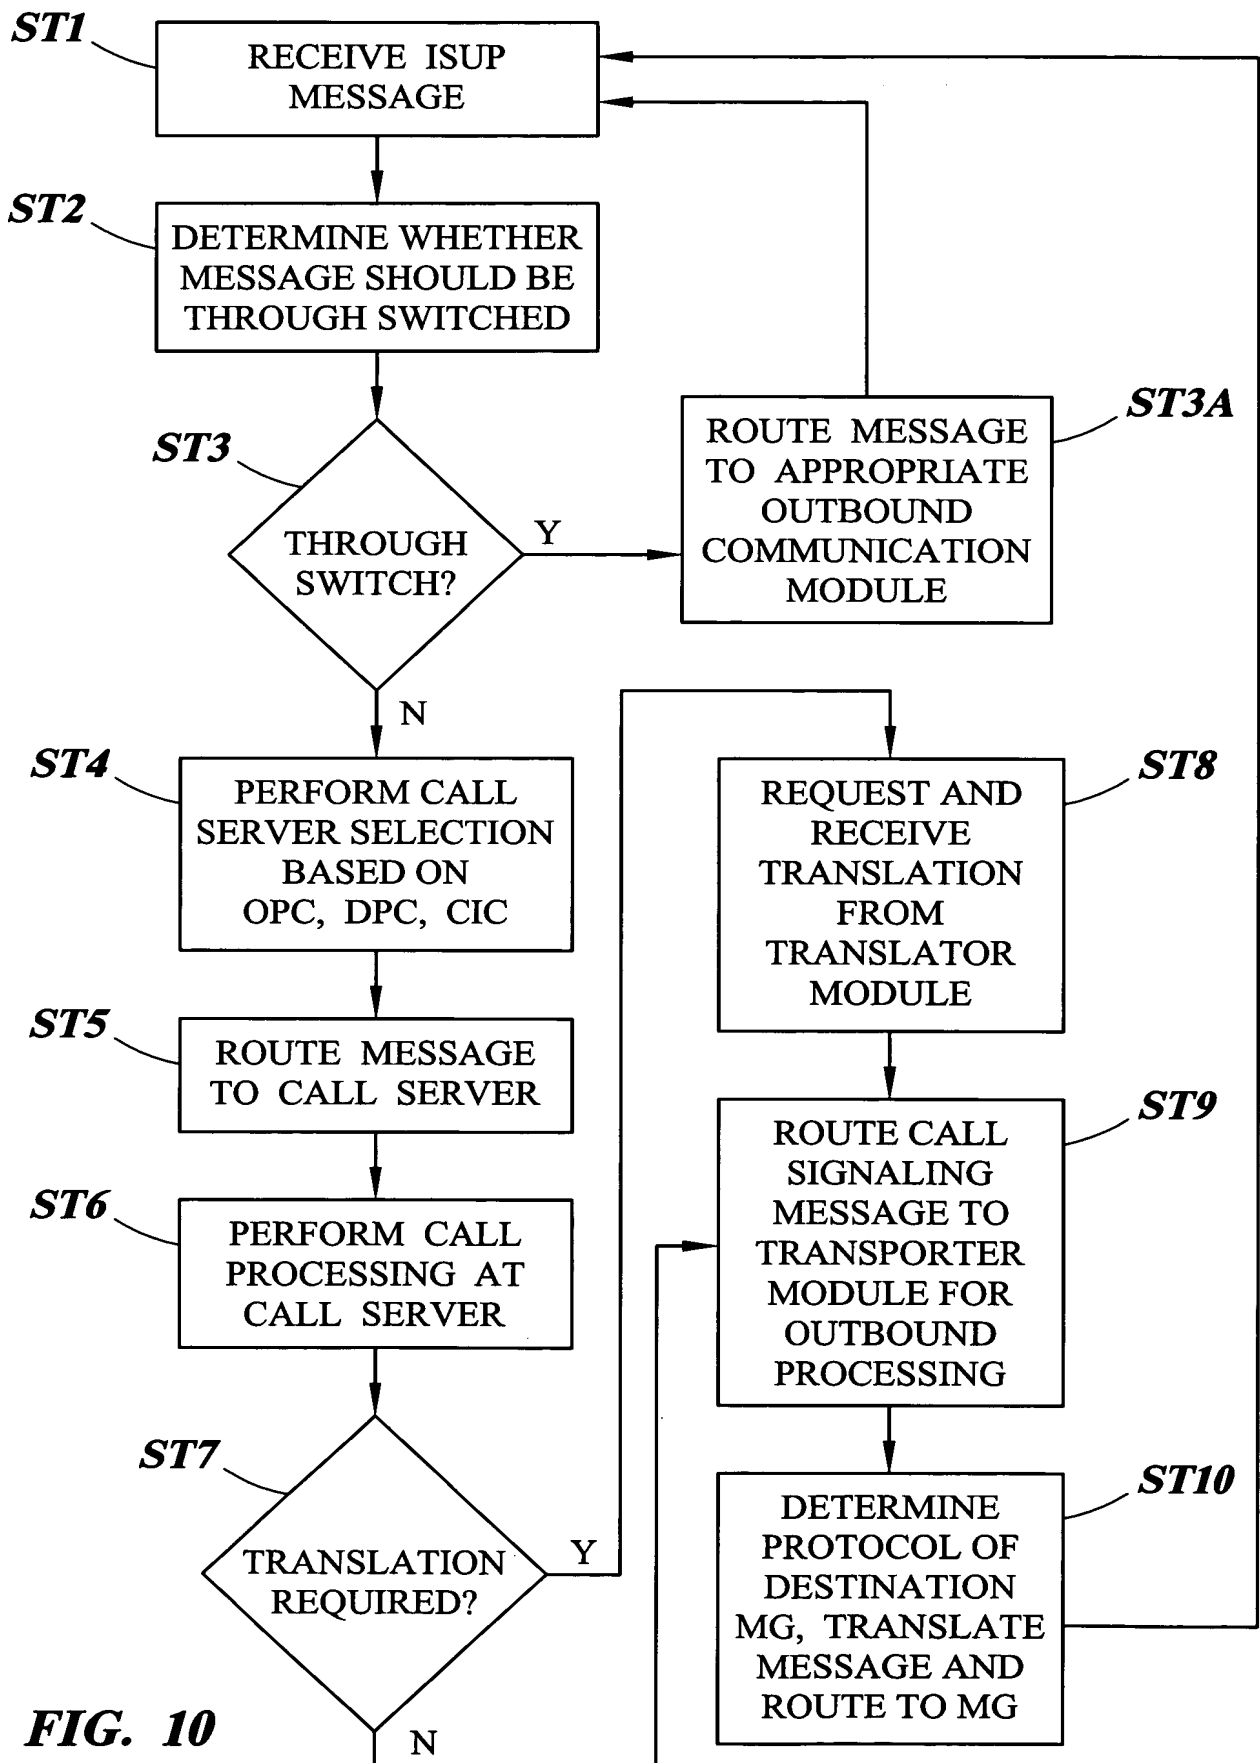 ST1
RECEIVE ISUP
MESSAGE
ST2
DETERMINE WHETHER
MESSAGE SHOULD BE
THROUGH SWITCHED
ST3
THROUGH
SWITCH?
Y
N
ST3A
ROUTE MESSAGE
TO APPROPRIATE
OUTBOUND
COMMUNICATION
MODULE
ST4
PERFORM CALL
SERVER SELECTION
BASED ON
OPC, DPC, CIC
ST5
ROUTE MESSAGE
TO CALL SERVER
ST6
PERFORM CALL
PROCESSING AT
CALL SERVER
ST7
TRANSLATION
REQUIRED?
Y
N
ST8
REQUEST AND
RECEIVE
TRANSLATION
FROM
TRANSLATOR
MODULE
ST9
ROUTE CALL
SIGNALING
MESSAGE TO
TRANSPORTER
MODULE FOR
OUTBOUND
PROCESSING
ST10
DETERMINE
PROTOCOL OF
DESTINATION
MG, TRANSLATE
MESSAGE AND
ROUTE TO MG
FIG. 10